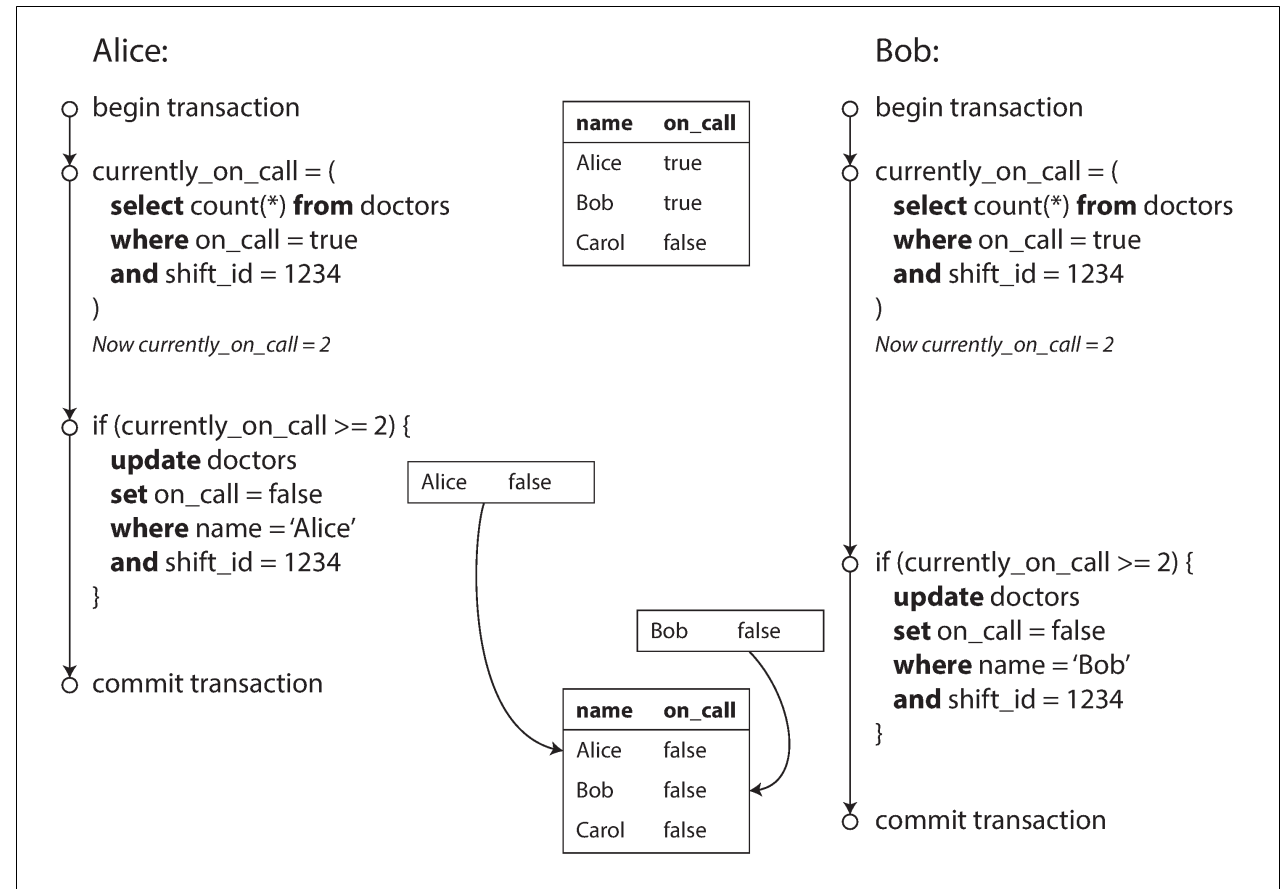 Alice:
begin transaction
currently_on_call = (
select count(*) from doctors
where on_call = true
and shift_id = 1234
)
Now currently_on_call = 2
if (currently_on_call >= 2) {
update doctors
set on_call = false
where name = ‘Alice’
and shift_id = 1234
}
commit transaction
name on_call
Alice true
Bob true
Carol false
Alice false
Bob false
name on_call
Alice false
Bob false
Carol false
Bob:
begin transaction
currently_on_call = (
select count(*) from doctors
where on_call = true
and shift_id = 1234
)
Now currently_on_call = 2
if (currently_on_call >= 2) {
update doctors
set on_call = false
where name = ‘Bob’
and shift_id = 1234
}
commit transaction